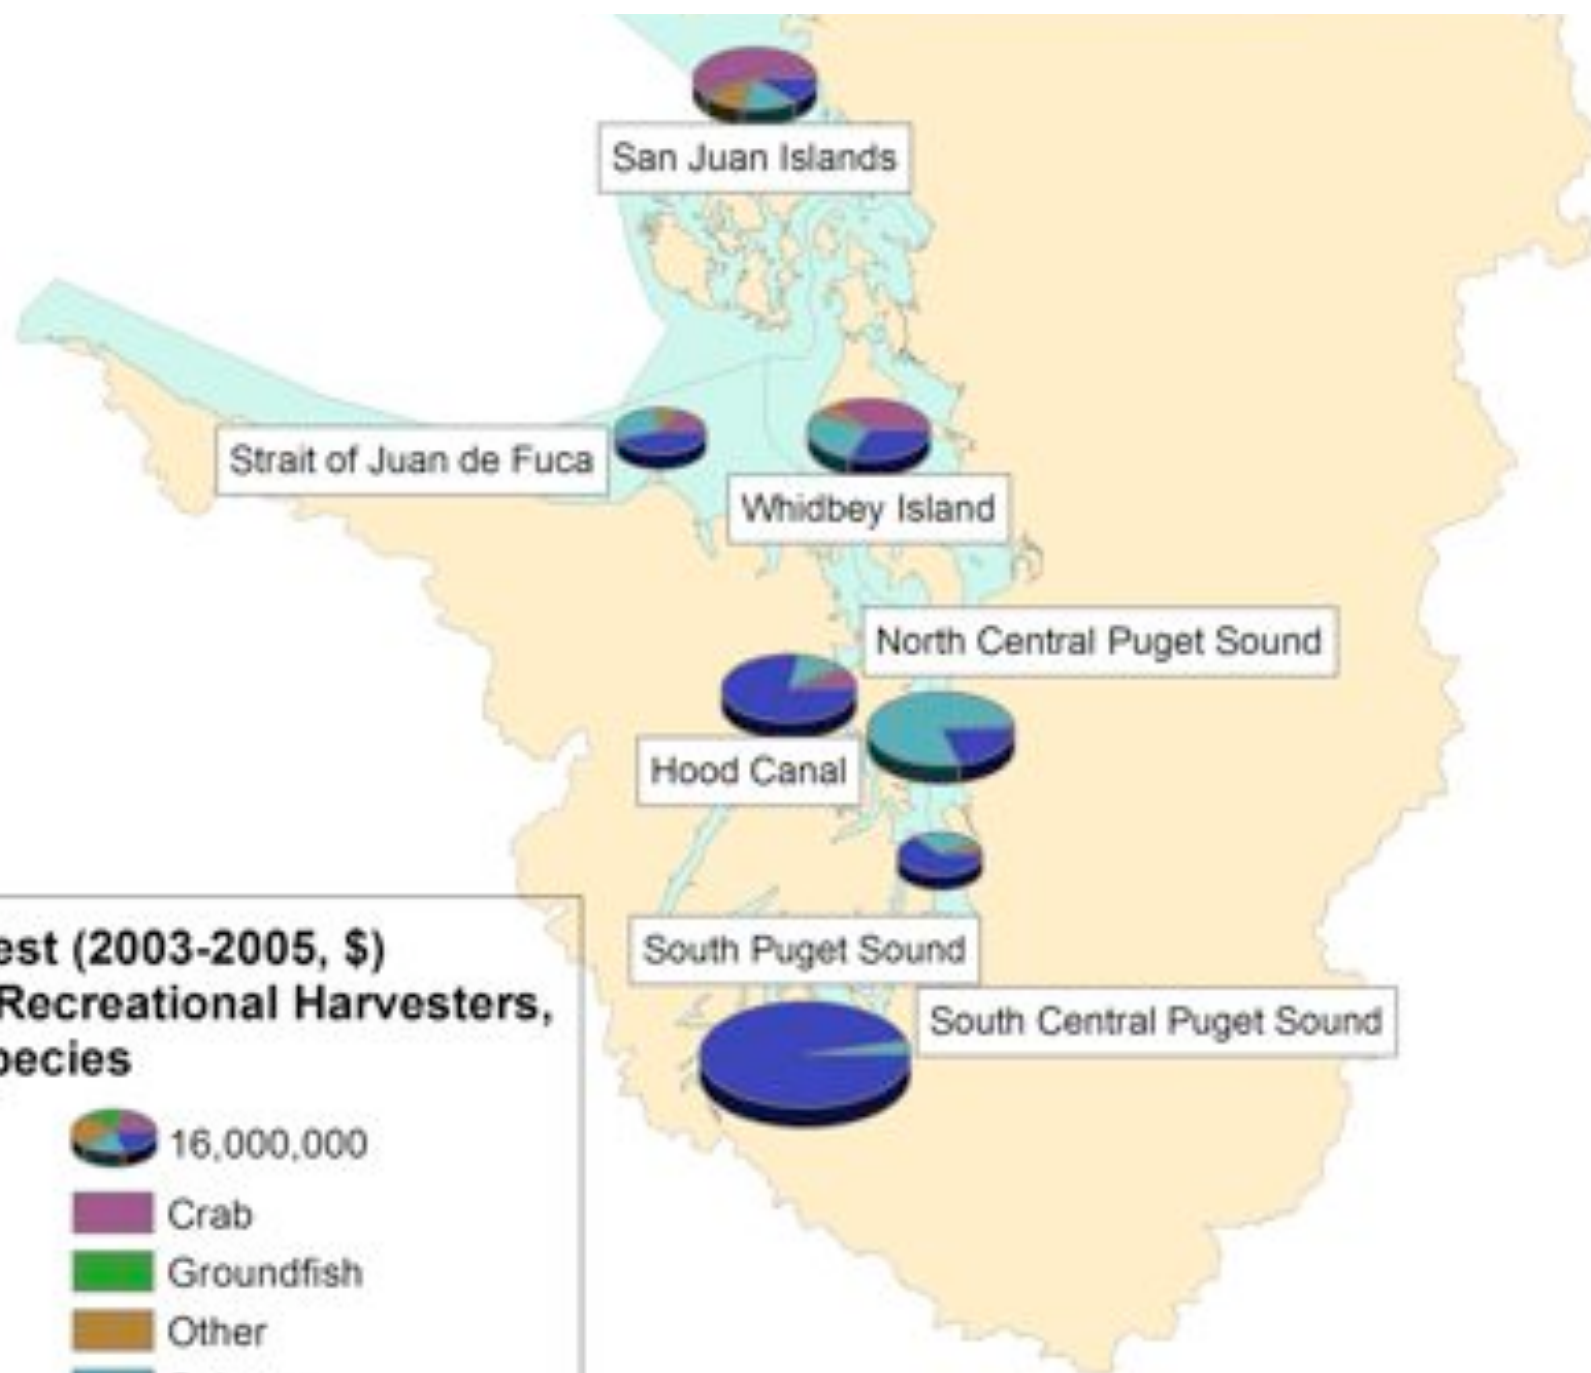 San Juan Islands
Strait of Juan de Fuca
Whidbey Island
North Central Puget Sound
Hood Canal
South Puget Sound
South Central Puget Sound
est (2003-2005, $)
Recreational Harvesters,
pecies
16,000,000
Crab
Groundfish
Other